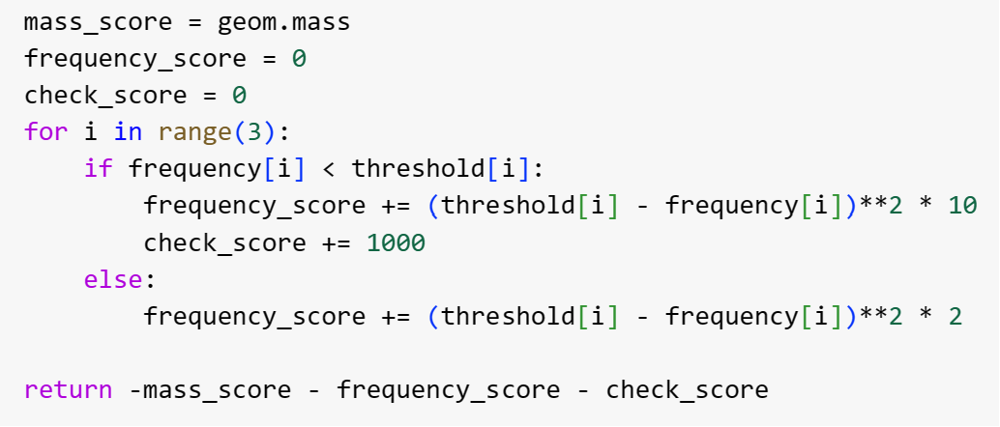 mass_score = geom.mass
frequency_score = 0
check_score = 0
for i in range(3):
    if frequency[i] < threshold[i]:
        frequency_score += (threshold[i] - frequency[i])**2 * 10
        check_score += 1000
    else:
        frequency_score += (threshold[i] - frequency[i])**2 * 2
return -mass_score - frequency_score - check_score